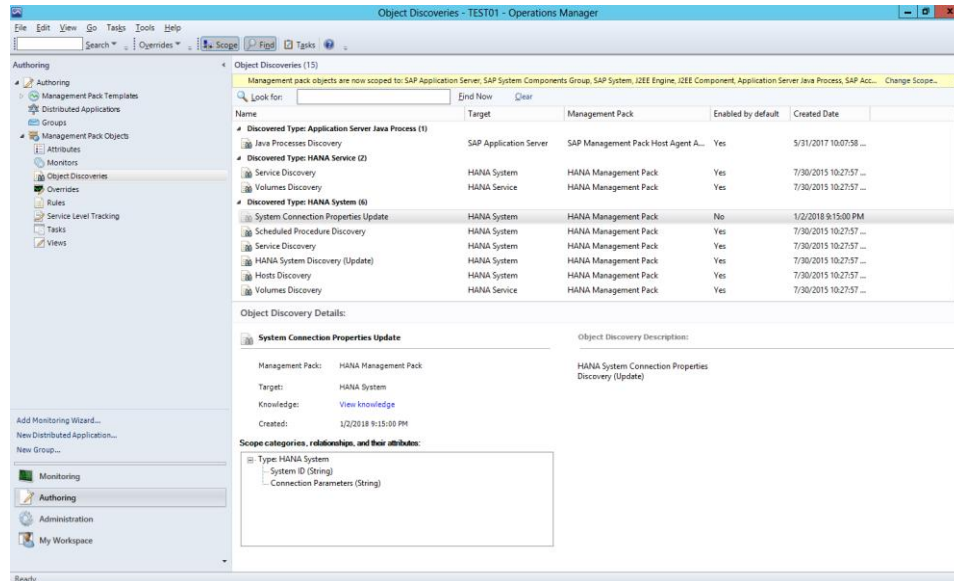 Object Discoveries - TEST01 - Operations Manager
File Edit View Go Tasks Tools Help
Search Overrides Scope Find Tasks
Authoring
Authoring
Management Pack Templates
Distributed Applications
Groups
Management Pack Objects
Attributes
Monitors
Object Discoveries
Overrides
Rules
Service Level Tracking
Tasks
Views
Add Monitoring Wizard...
New Distributed Application...
New Group...
Monitoring
Authoring
Administration
My Workspace
Object Discoveries (15)
Management pack objects are now scoped to: SAP Application Server, SAP System Components Group, SAP System, J2EE Engine, J2EE Component, Application Server Java Process, SAP Acc... Change Scope...
Look for: Find Now Clear
Name Target Management Pack Enabled by default Created Date
Discovered Type: Application Server Java Process (1)
Java Processes Discovery SAP Application Server SAP Management Pack Host Agent A... Yes 5/31/2017 10:07:58 ...
Discovered Type: HANA Service (2)
Service Discovery HANA System HANA Management Pack Yes 7/30/2015 10:27:57 ...
Volumes Discovery HANA Service HANA Management Pack Yes 7/30/2015 10:27:57 ...
Discovered Type: HANA System (6)
System Connection Properties Update HANA System HANA Management Pack No 1/2/2018 9:15:00 PM
Scheduled Procedure Discovery HANA System HANA Management Pack Yes 7/30/2015 10:27:57 ...
Service Discovery HANA System HANA Management Pack Yes 7/30/2015 10:27:57 ...
HANA System Discovery (Update) HANA System HANA Management Pack Yes 7/30/2015 10:27:57 ...
Hosts Discovery HANA System HANA Management Pack Yes 7/30/2015 10:27:57 ...
Volumes Discovery HANA Service HANA Management Pack Yes 7/30/2015 10:27:57 ...
Object Discovery Details:
System Connection Properties Update
Management Pack: HANA Management Pack
Target: HANA System
Knowledge: View knowledge
Created: 1/2/2018 9:15:00 PM
Object Discovery Description:
HANA System Connection Properties
Discovery (Update)
Scope categories, relationships, and their attributes:
Type: HANA System
System ID (String)
Connection Parameters (String)
Ready